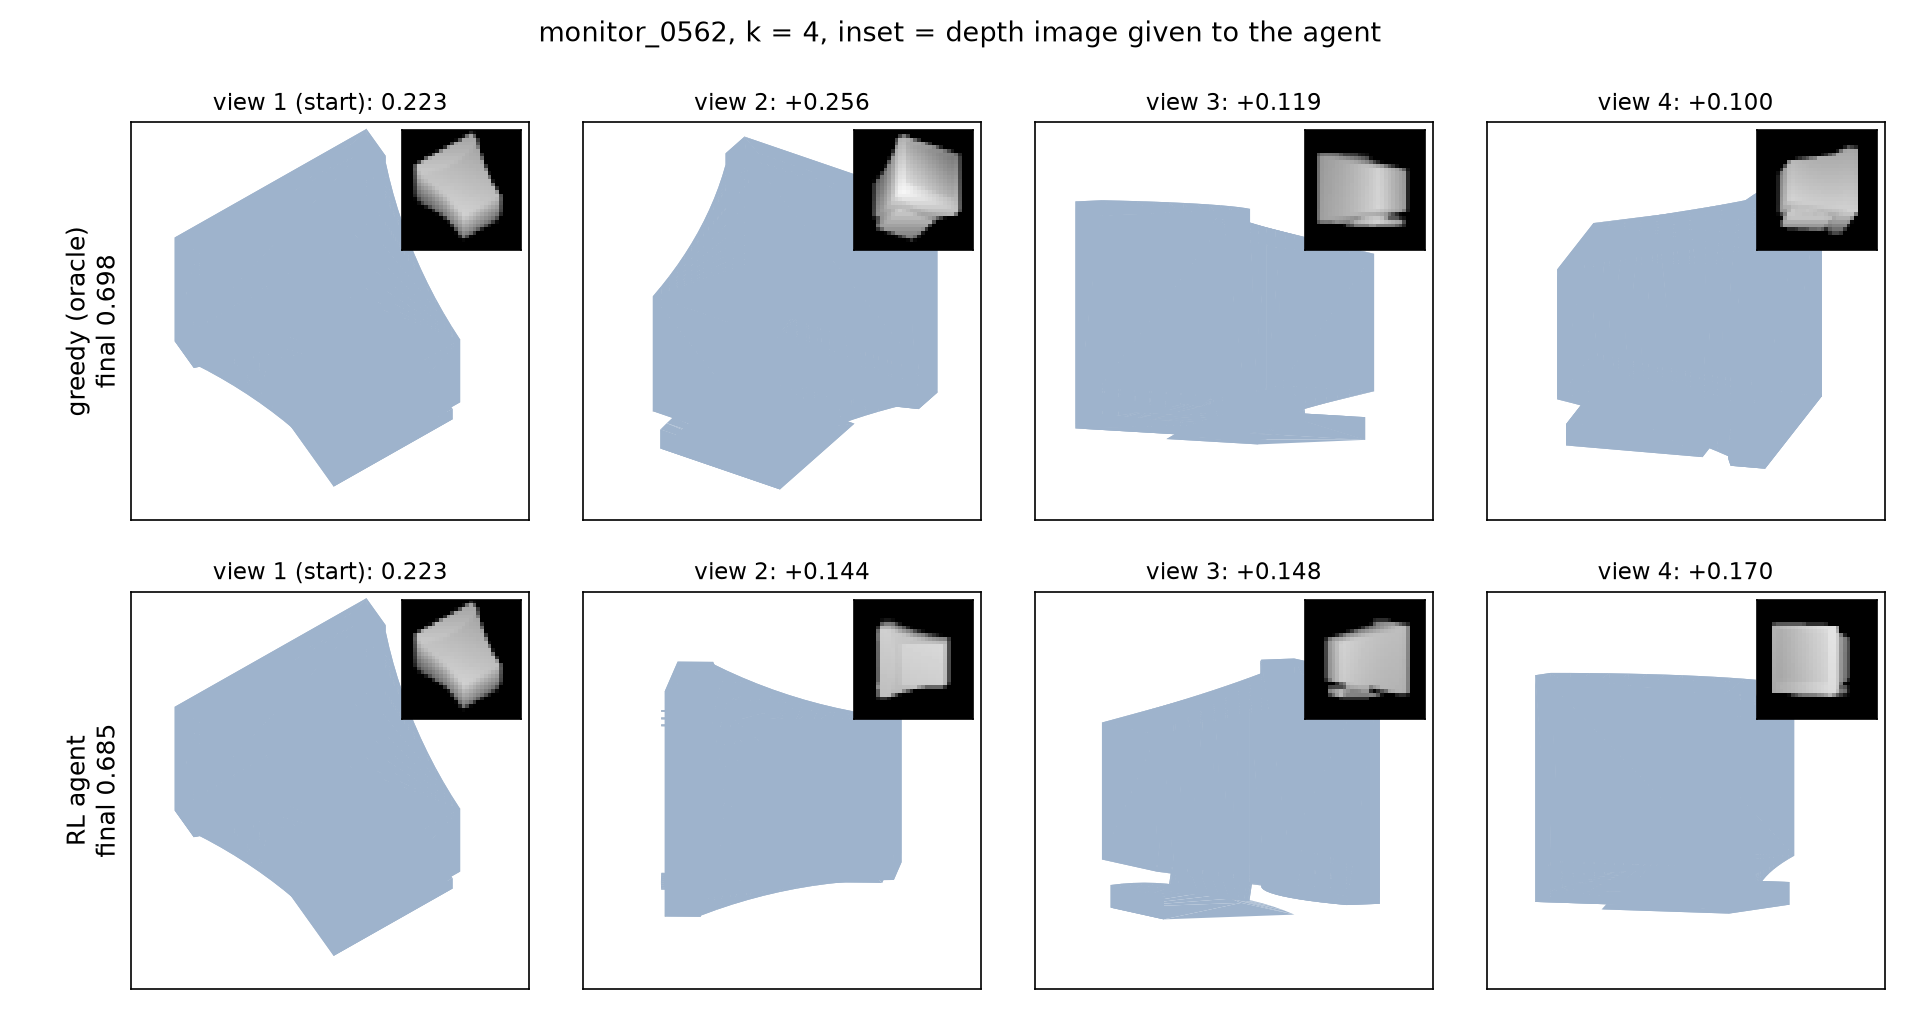 monitor_0562, k = 4, inset = depth image given to the agent
greedy (oracle)
final 0.698
view 1 (start): 0.223
view 2: +0.256
view 3: +0.119
view 4: +0.100
RL agent
final 0.685
view 1 (start): 0.223
view 2: +0.144
view 3: +0.148
view 4: +0.170